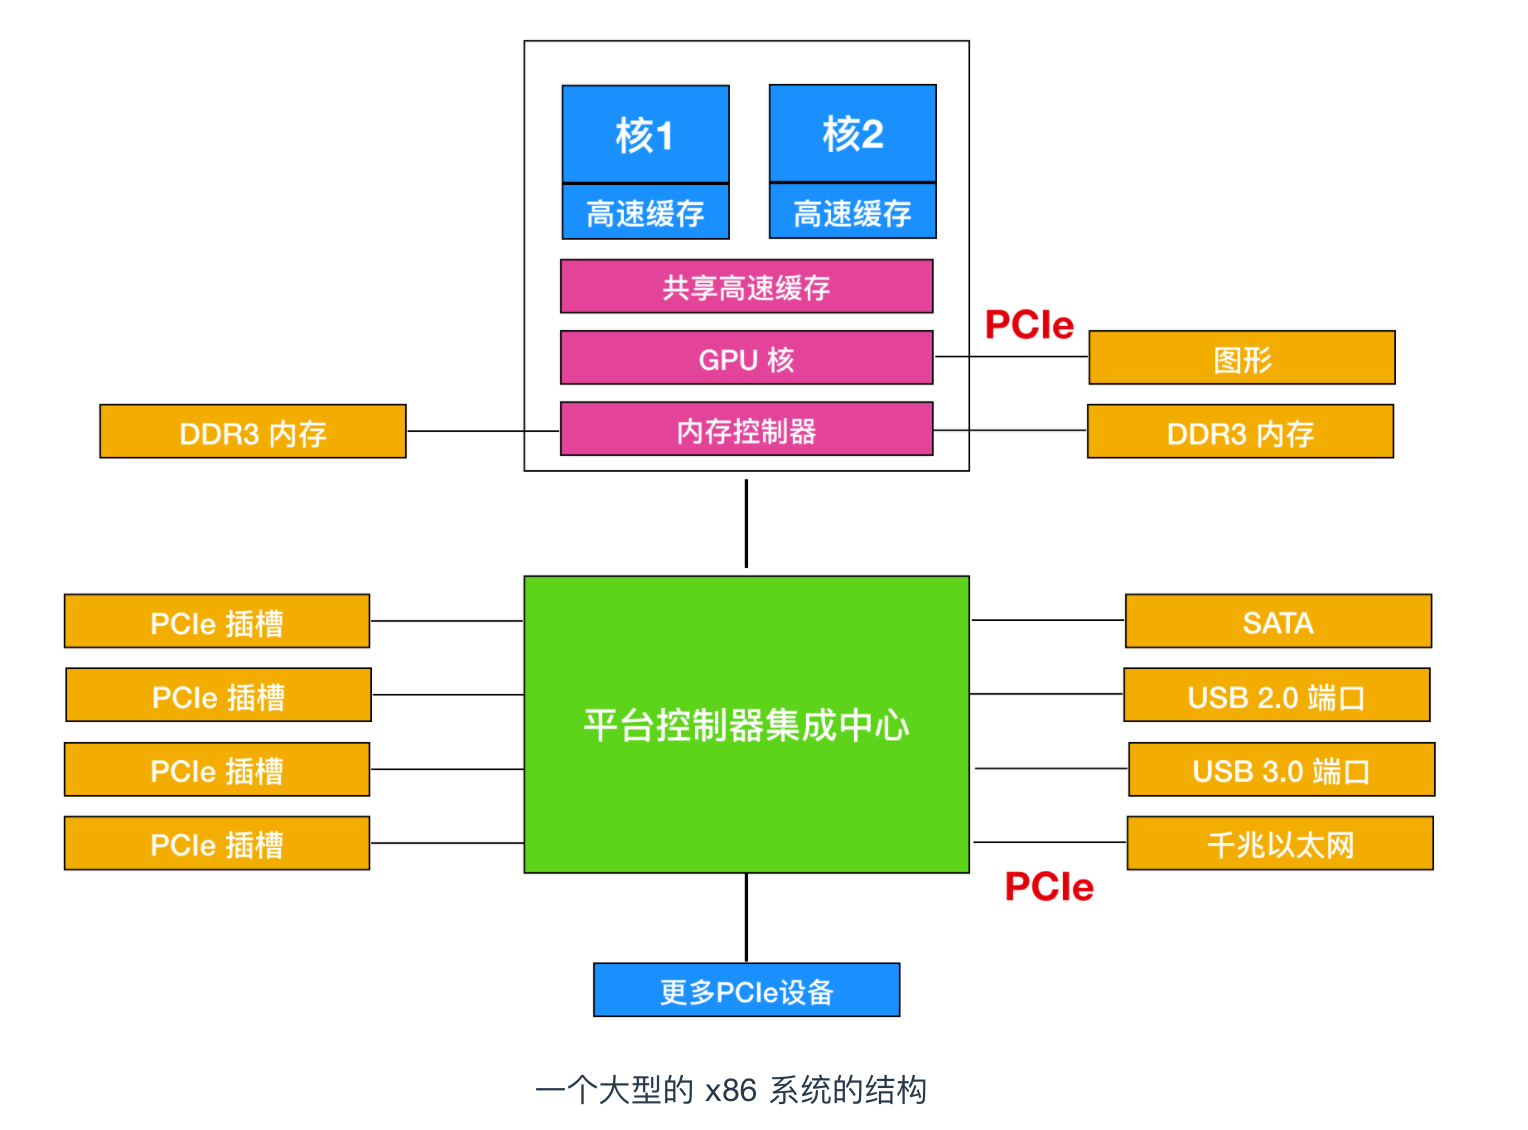 核1
核2
高速缓存
高速缓存
共享高速缓存
PCIe
GPU 核
图形
DDR3 内存
内存控制器
DDR3 内存
PCIe 插槽
SATA
PCIe 插槽
USB 2.0 端口
平台控制器集成中心
PCIe 插槽
USB 3.0 端口
PCIe 插槽
千兆以太网
PCIe
更多PCIe设备
一个大型的 x86 系统的结构